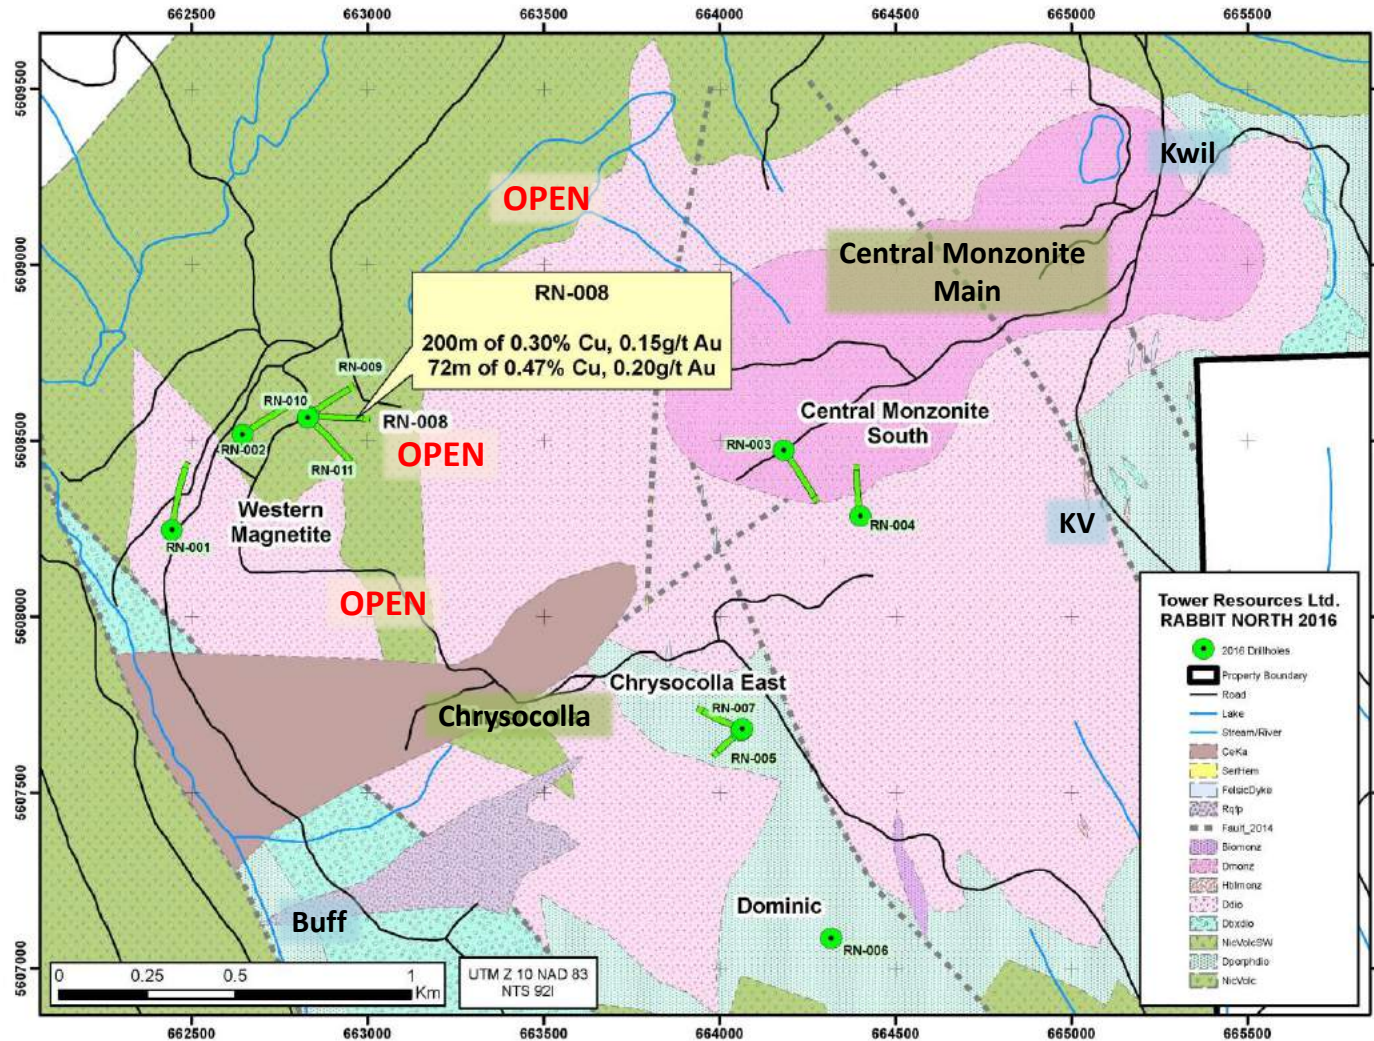 662500 663000 663500 664000 664500 665000 665500
5609500
5609000
5608500
5608000
5607500
5607000
Kwil
OPEN
Central Monzonite
Main
RN-008
200m of 0.30% Cu, 0.15g/t Au
72m of 0.47% Cu, 0.20g/t Au
RN-009
RN-010
RN-008
RN-002
RN-011
OPEN
Central Monzonite
South
RN-003
RN-004
Western
Magnetite
RN-001
KV
OPEN
Chrysocolla East
RN-007
RN-005
Chrysocolla
Dominic
RN-006
Buff
Tower Resources Ltd.
RABBIT NORTH 2016
2016 Drillholes
Property Boundary
Road
Lake
Stream/River
CeKa
SerHem
FelsicDyke
Rqfp
Fault_2014
Biomonz
Dmonz
Hblmonz
Ddio
Dbxdio
NicVolcSW
Dporphdio
NicVolc
0 0.25 0.5 1
Km
UTM Z 10 NAD 83
NTS 92I
662500 663000 663500 664000 664500 665000 665500